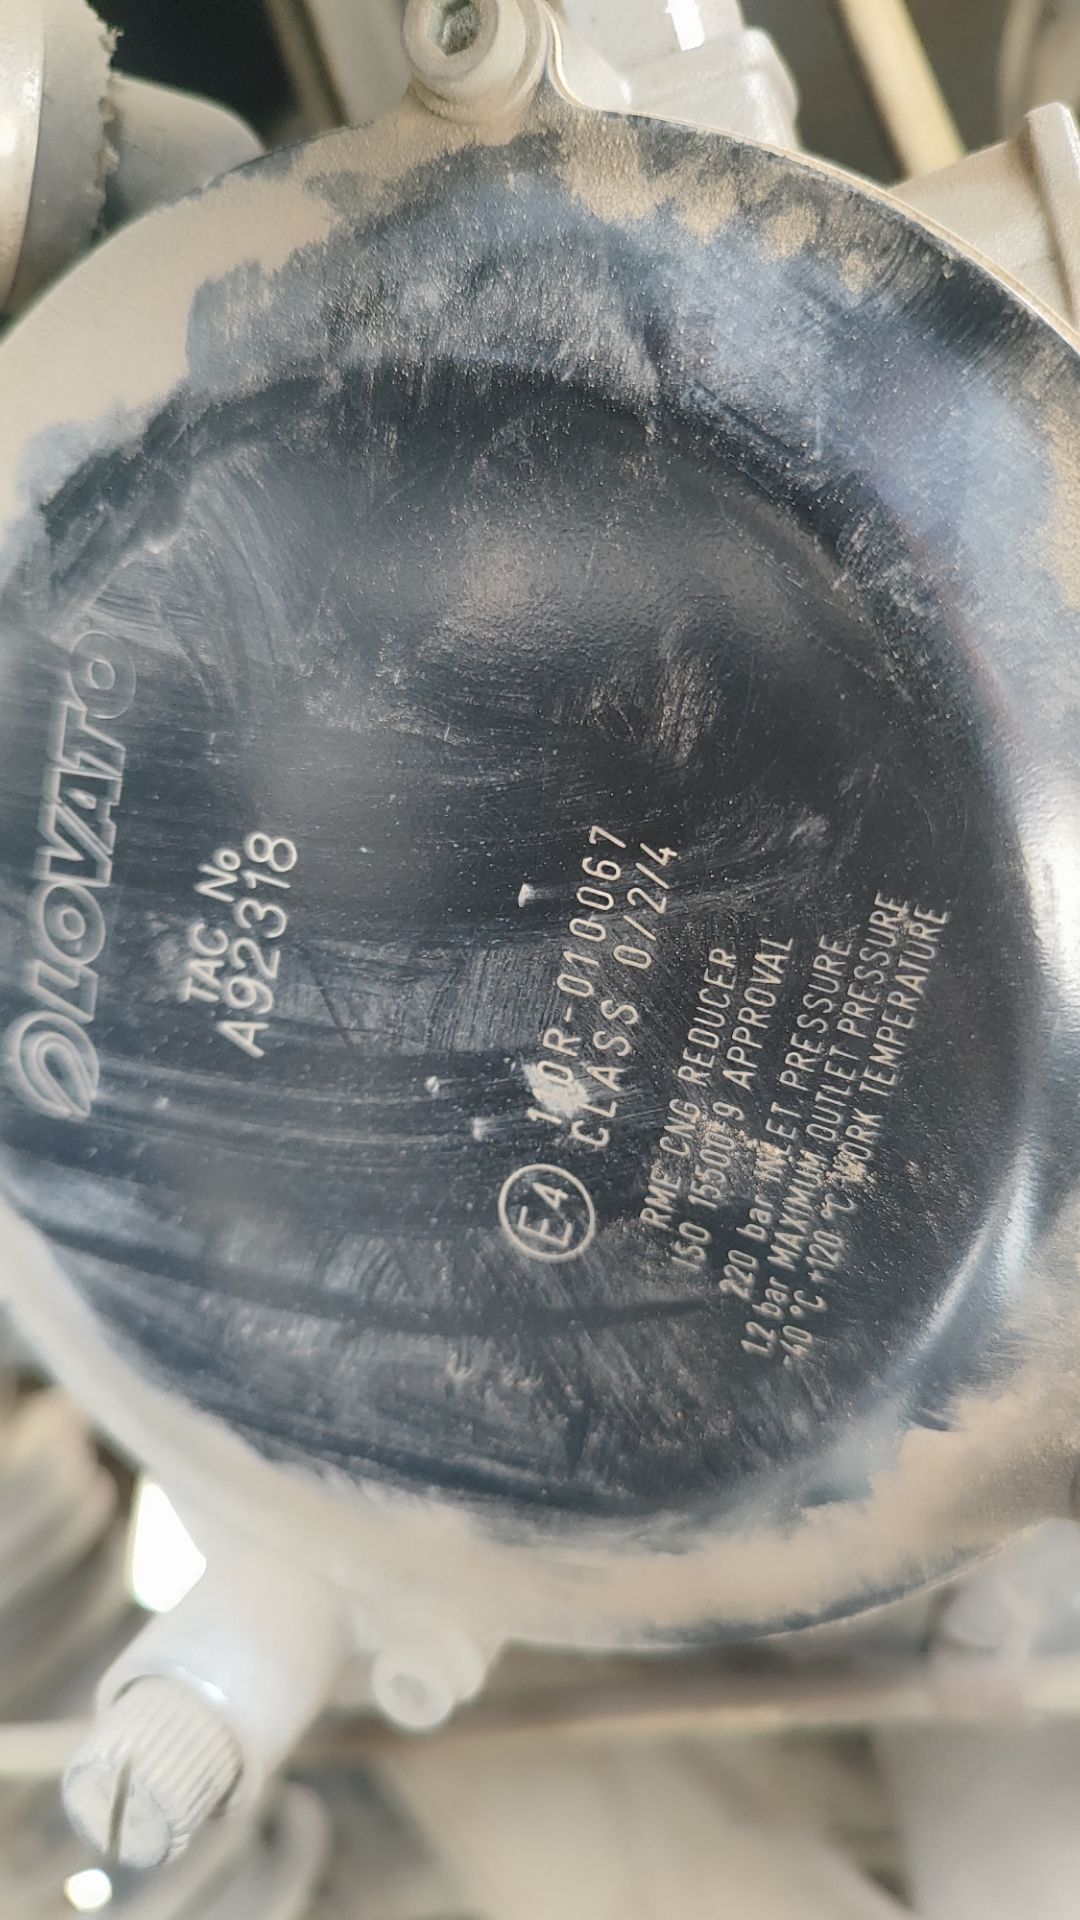 LOVATO
TAC No
A92318
E4
110R-010067
CLASS 0/2/4
RME CNG REDUCER
ISO 15500-9 APPROVAL
220 bar INLET PRESSURE
12 bar MAXIMUM OUTLET PRESSURE
-40 °C +120 °C WORK TEMPERATURE